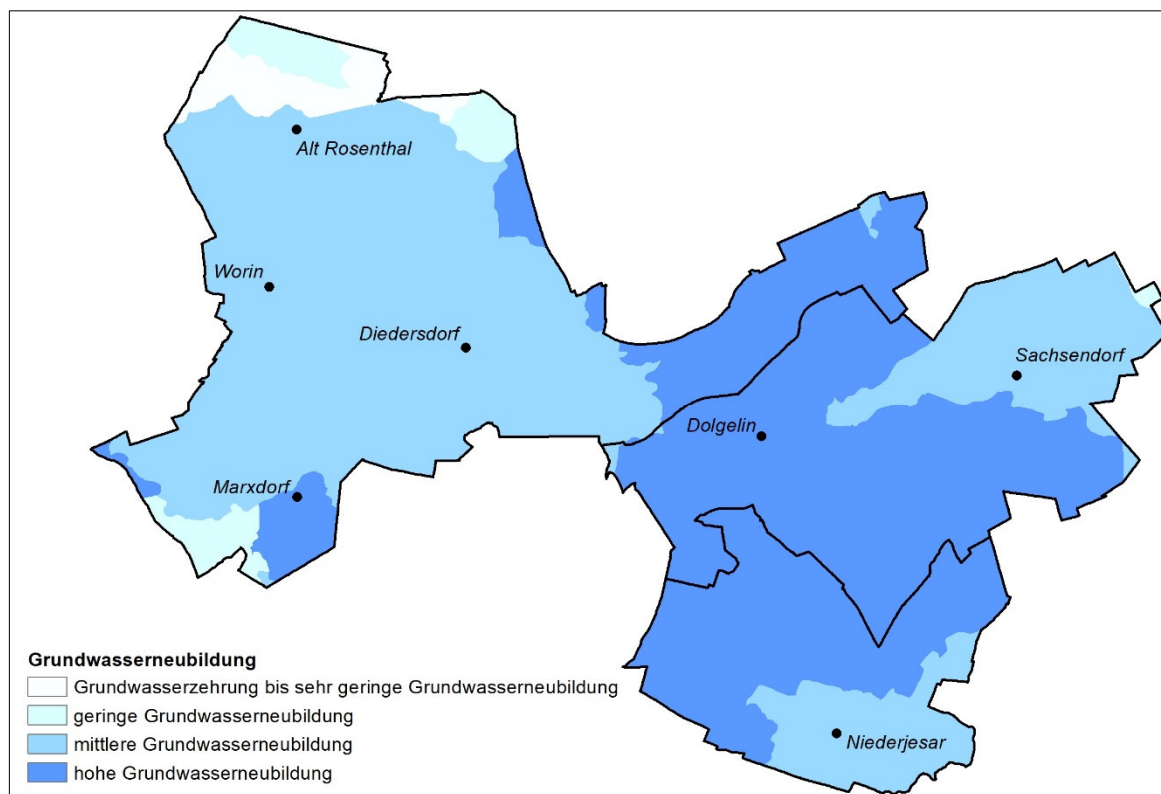 Alt Rosenthal
Worin
Diedersdorf
Sachsendorf
Dolgelin
Marxdorf
Niederjesar
Grundwasserneubildung
Grundwasserzehrung bis sehr geringe Grundwasserneubildung
geringe Grundwasserneubildung
mittlere Grundwasserneubildung
hohe Grundwasserneubildung